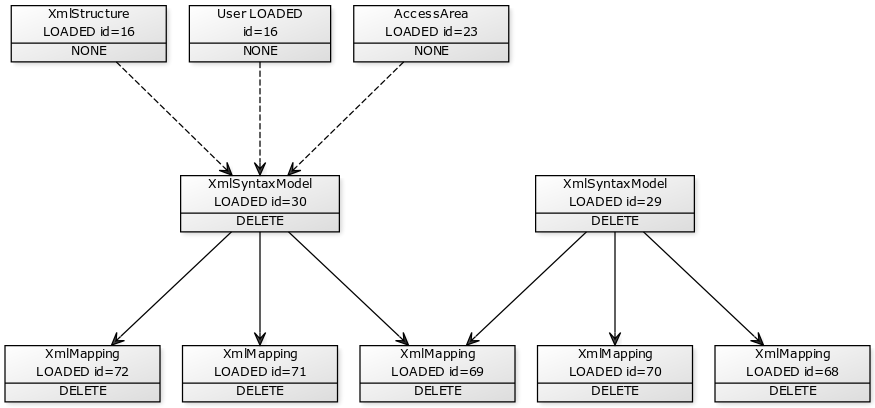 XmlStructure
LOADED id=16
NONE
User LOADED
id=16
NONE
AccessArea
LOADED id=23
NONE
XmlSyntaxModel
LOADED id=30
DELETE
XmlSyntaxModel
LOADED id=29
DELETE
XmlMapping
LOADED id=72
DELETE
XmlMapping
LOADED id=71
DELETE
XmlMapping
LOADED id=69
DELETE
XmlMapping
LOADED id=70
DELETE
XmlMapping
LOADED id=68
DELETE